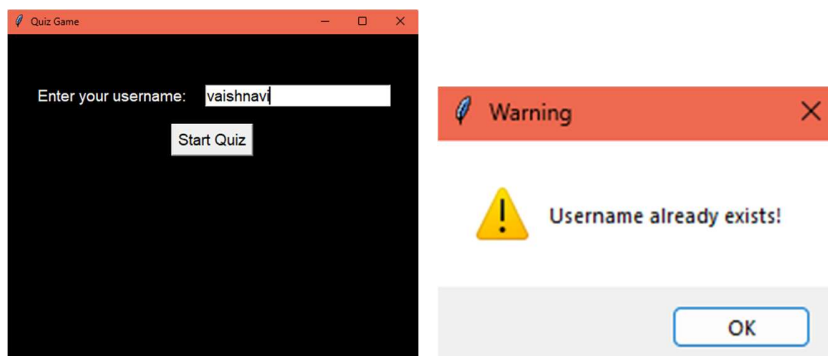 Quiz Game
Enter your username: vaishnavi
Start Quiz
Warning
Username already exists!
OK